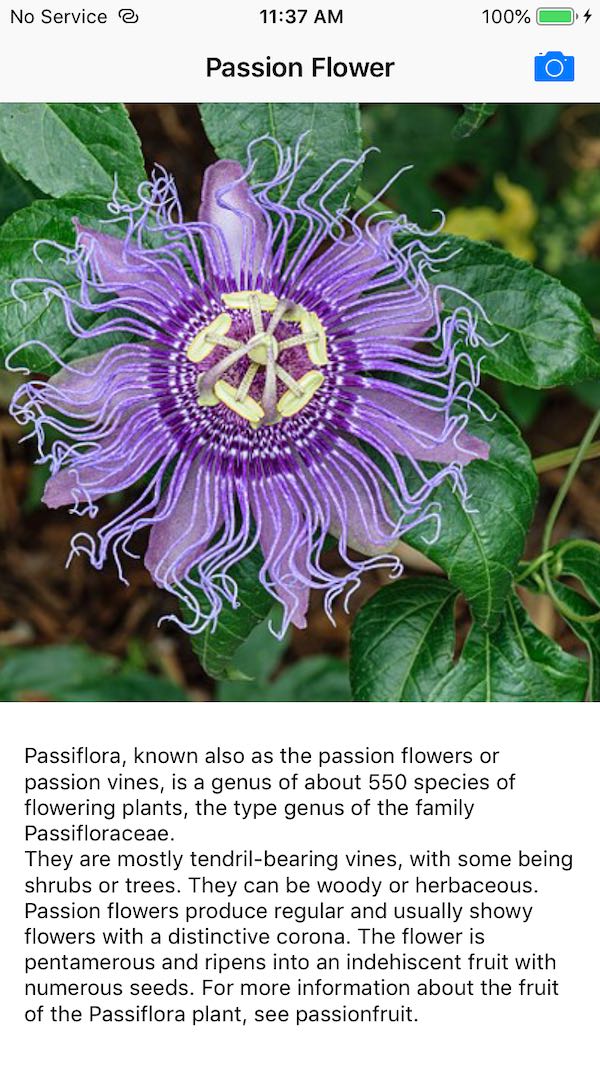 No Service 11:37 AM 100%
Passion Flower
Passiflora, known also as the passion flowers or
passion vines, is a genus of about 550 species of
flowering plants, the type genus of the family
Passifloraceae.
They are mostly tendril-bearing vines, with some being
shrubs or trees. They can be woody or herbaceous.
Passion flowers produce regular and usually showy
flowers with a distinctive corona. The flower is
pentamerous and ripens into an indehiscent fruit with
numerous seeds. For more information about the fruit
of the Passiflora plant, see passionfruit.